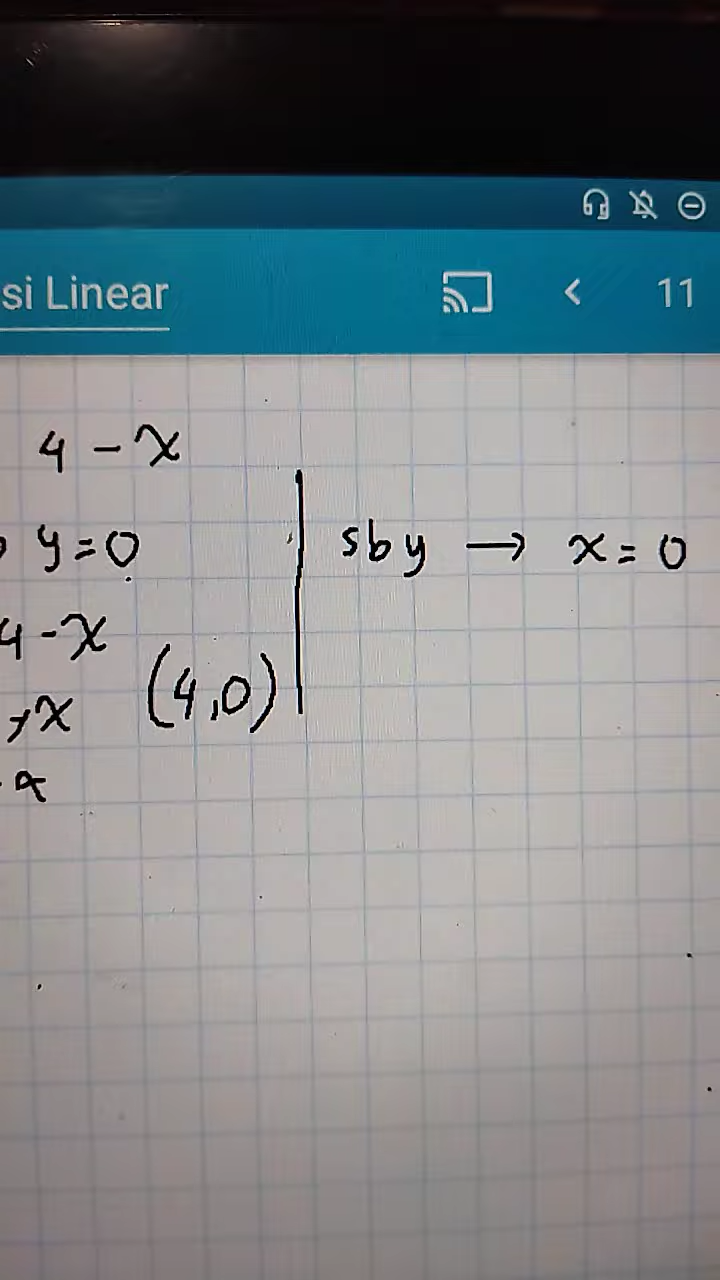 si Linear 11
4 - x
y = 0
sby → x = 0
4 - x
(4,0)
x